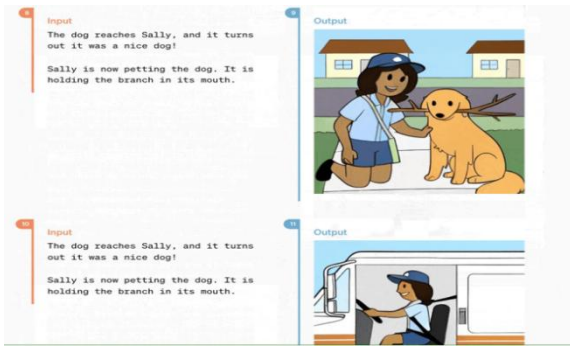 8
Input
The dog reaches Sally, and it turns
out it was a nice dog!
Sally is now petting the dog. It is
holding the branch in its mouth.
9
Output
10
Input
The dog reaches Sally, and it turns
out it was a nice dog!
Sally is now petting the dog. It is
holding the branch in its mouth.
11
Output